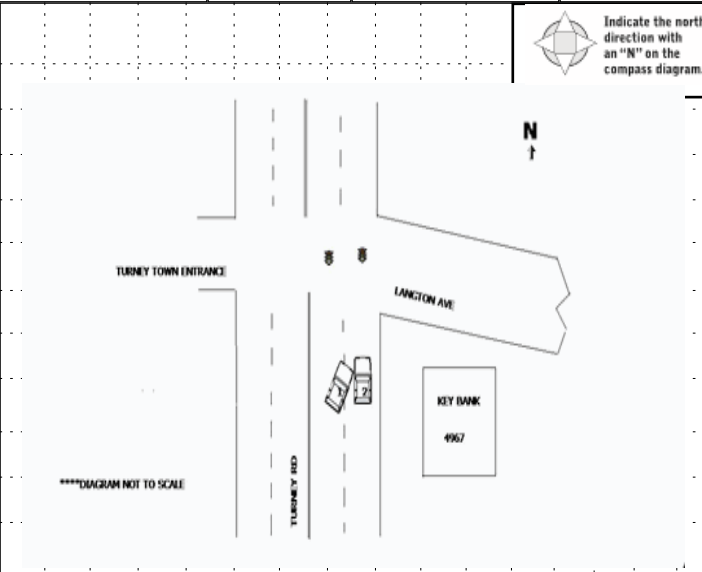 Indicate the north
direction with
an "N" on the
compass diagram.
N
TURNEY TOWN ENTRANCE
LANGTON AVE
1
2
KEY BANK
4967
TURNEY RD
****DIAGRAM NOT TO SCALE